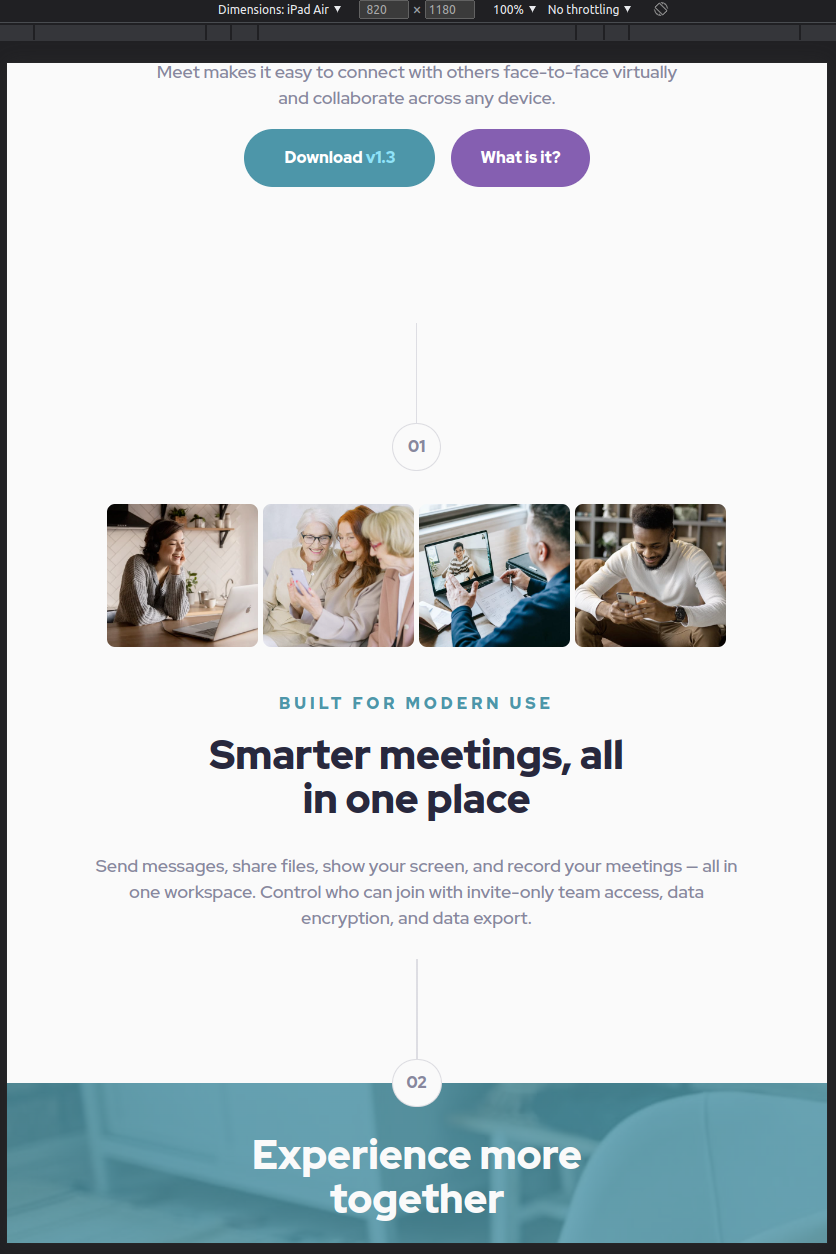 Dimensions: iPad Air ▼ 820 × 1180 100% ▼ No throttling ▼
Meet makes it easy to connect with others face-to-face virtually
and collaborate across any device.
Download v1.3 What is it?
01
BUILT FOR MODERN USE
Smarter meetings, all
in one place
Send messages, share files, show your screen, and record your meetings — all in
one workspace. Control who can join with invite-only team access, data
encryption, and data export.
02
Experience more
together